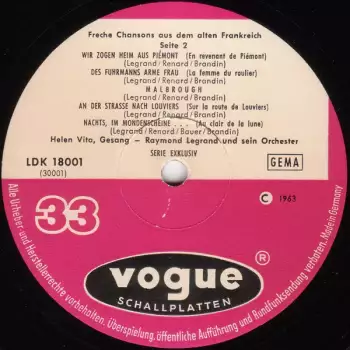 Freche Chansons aus dem alten Frankreich
Seite 2
WIR ZOGEN HEIM AUS PIÉMONT (En revenant de Piémont)
(Legrand/Renard/Brandin)
DES FUHRMANNS ARME FRAU (La femme du roulier)
(Legrand/Renard/Brandin)
MALBROUGH
(Legrand/Renard/Brandin)
AN DER STRASSE NACH LOUVIERS (Sur la route de Louviers)
(Legrand/Renard/Brandin)
NACHTS, IM MONDENSCHEINE ... (Au clair de la lune)
(Legrand/Renard/Bauer/Brandin)
Helen Vita, Gesang - Raymond Legrand und sein Orchester
SERIE EXKLUSIV
LDK 18001
(30001)
GEMA
33
© 1963
vogue
®
SCHALLPLATTEN
Alle Urheber und Herstellerrechte vorbehalten. Überspielung, öffentliche Aufführung und Rundfunksendung verboten. Made in Germany